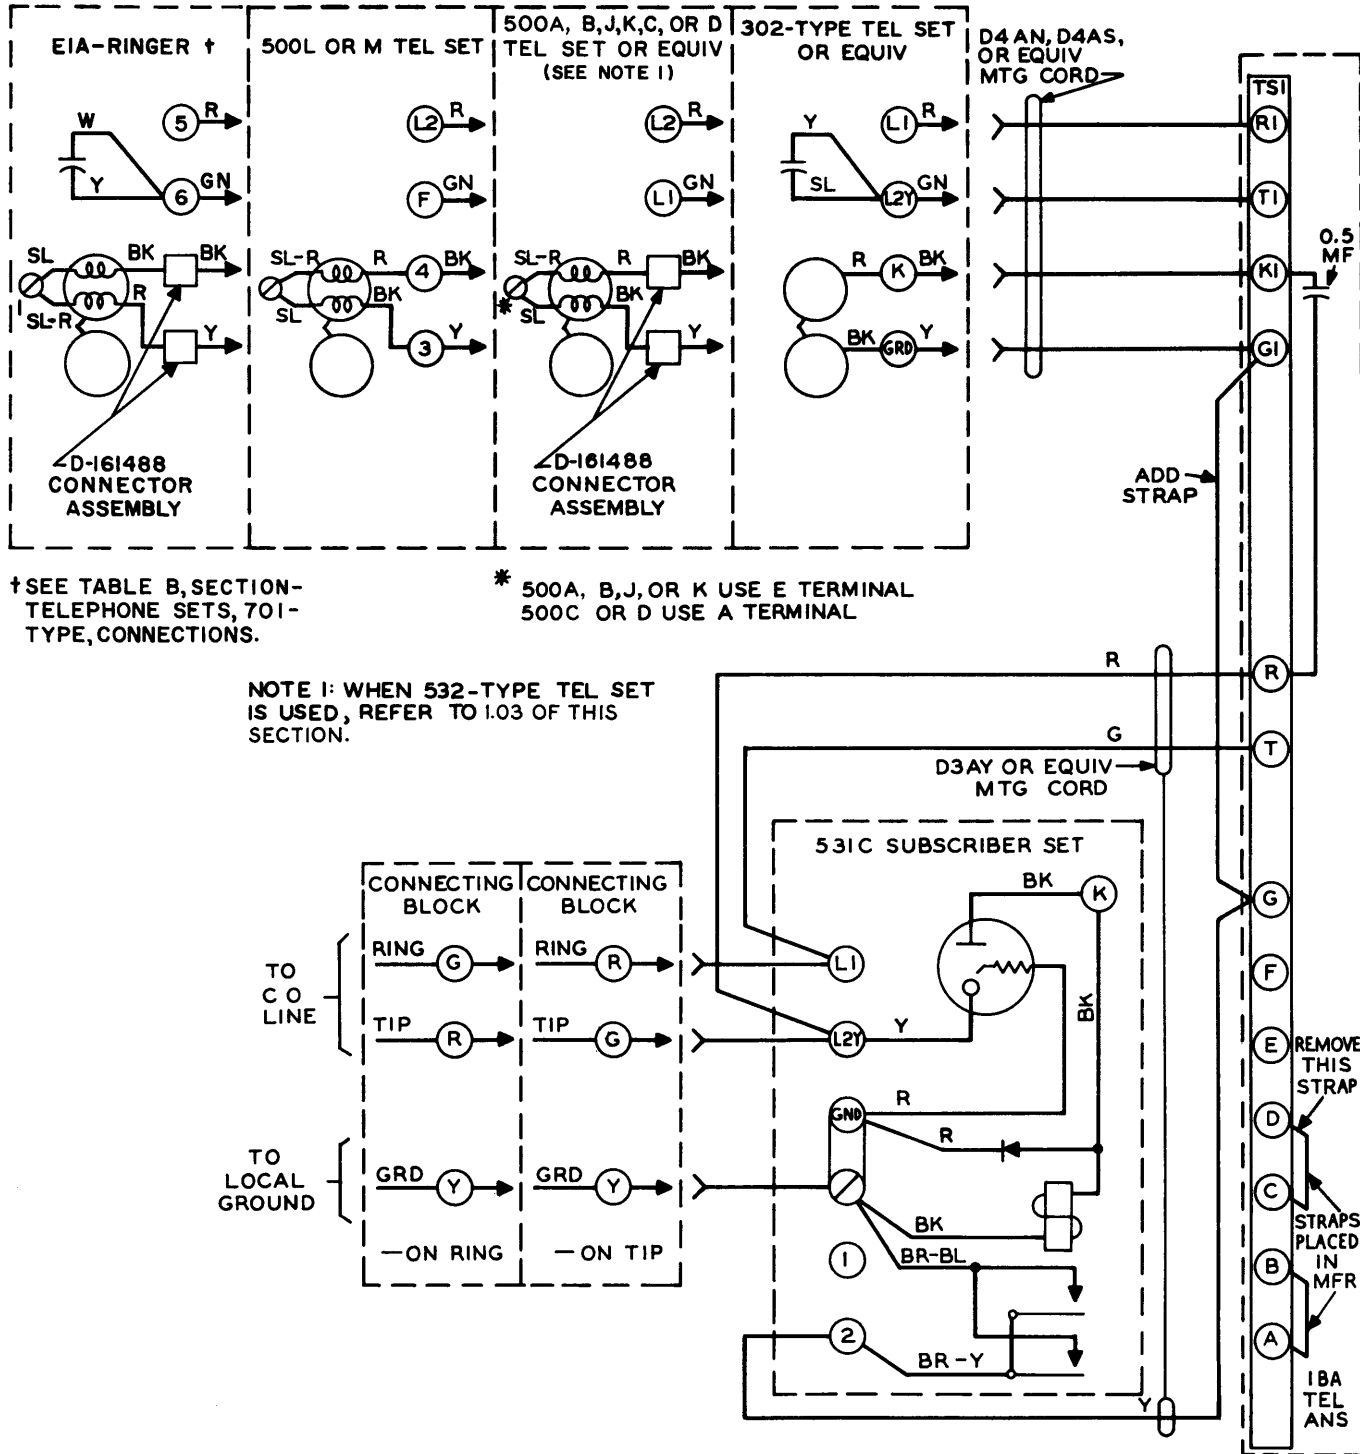 EIA-RINGER †
500L OR M TEL SET
500A, B,J,K,C, OR D
TEL SET OR EQUIV
(SEE NOTE 1)
302-TYPE TEL SET
OR EQUIV
D4AN, D4AS,
OR EQUIV
MTG CORD
W
Y
5 R
6 GN
SL
SL-R
1
BK
R
BK
Y
D-161488
CONNECTOR
ASSEMBLY
L2 R
F GN
SL-R
SL
R
BK
4 BK
3 Y
L2 R
L1 GN
SL-R
*
SL
R
BK
BK
Y
D-161488
CONNECTOR
ASSEMBLY
Y
SL
L1 R
L2Y GN
R K BK
BK GRD Y
TS1
R1
T1
K1
G1
0.5
MF
ADD
STRAP
† SEE TABLE B, SECTION-
TELEPHONE SETS, 701-
TYPE, CONNECTIONS.
* 500A, B,J, OR K USE E TERMINAL
500C OR D USE A TERMINAL
NOTE 1: WHEN 532-TYPE TEL SET
IS USED, REFER TO 1.03 OF THIS
SECTION.
R
G
D3AY OR EQUIV
MTG CORD
R
T
G
F
E
D
C
B
A
REMOVE
THIS
STRAP
STRAPS
PLACED
IN
MFR
1BA
TEL
ANS
531C SUBSCRIBER SET
BK
K
BK
L1
L2Y
Y
GND
R
R
BK
BR-BL
1
2
BR-Y
Y
CONNECTING
BLOCK
RING G
TIP R
GRD Y
—ON RING
CONNECTING
BLOCK
RING R
TIP G
GRD Y
—ON TIP
TO
C O
LINE
TO
LOCAL
GROUND